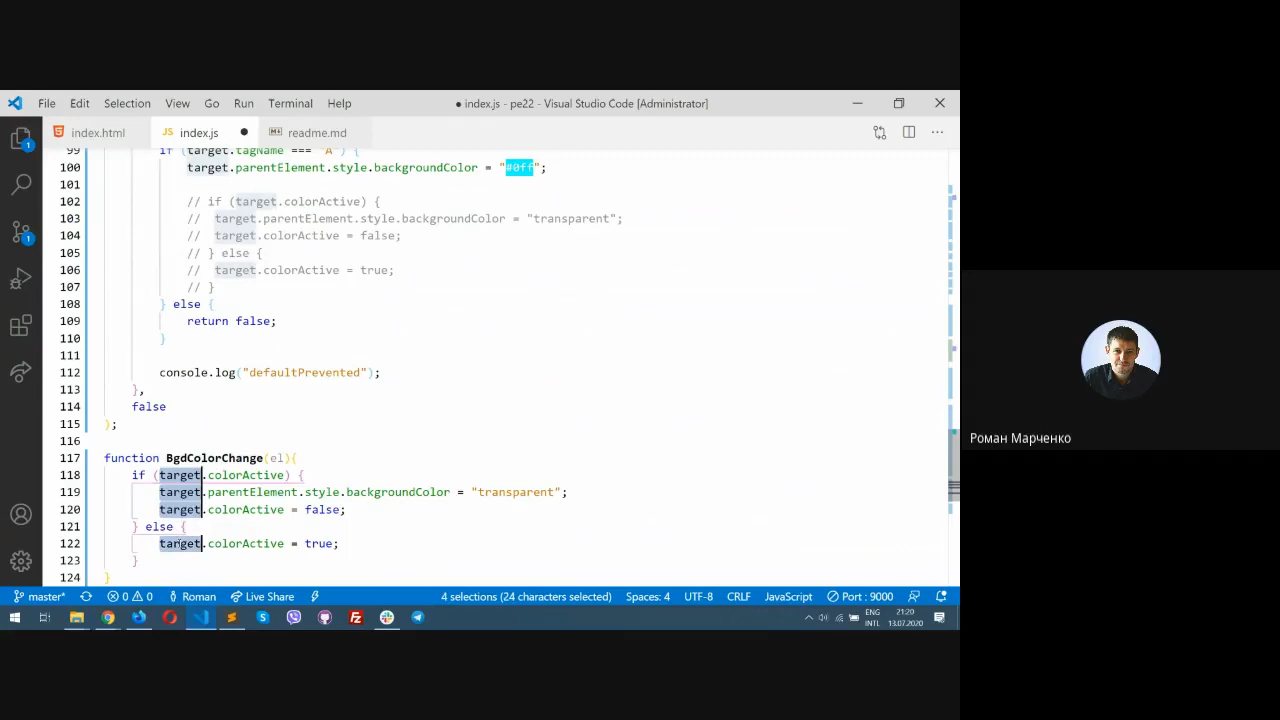 File Edit Selection View Go Run Terminal Help
● index.js - pe22 - Visual Studio Code [Administrator]
index.html
JS index.js ●
readme.md
99 if (target.tagName === "A") {
100 target.parentElement.style.backgroundColor = "#0ff";
101
102 // if (target.colorActive) {
103 // target.parentElement.style.backgroundColor = "transparent";
104 // target.colorActive = false;
105 // } else {
106 // target.colorActive = true;
107 // }
108 } else {
109 return false;
110 }
111
112 console.log("defaultPrevented");
113 },
114 false
115 );
116
117 function BgdColorChange(el){
118 if (target.colorActive) {
119 target.parentElement.style.backgroundColor = "transparent";
120 target.colorActive = false;
121 } else {
122 target.colorActive = true;
123 }
124 }
1
1
master* 0 0 Roman Live Share 4 selections (24 characters selected) Spaces: 4 UTF-8 CRLF JavaScript Port : 9000
ENG
INTL
21:20
13.07.2020
Роман Марченко